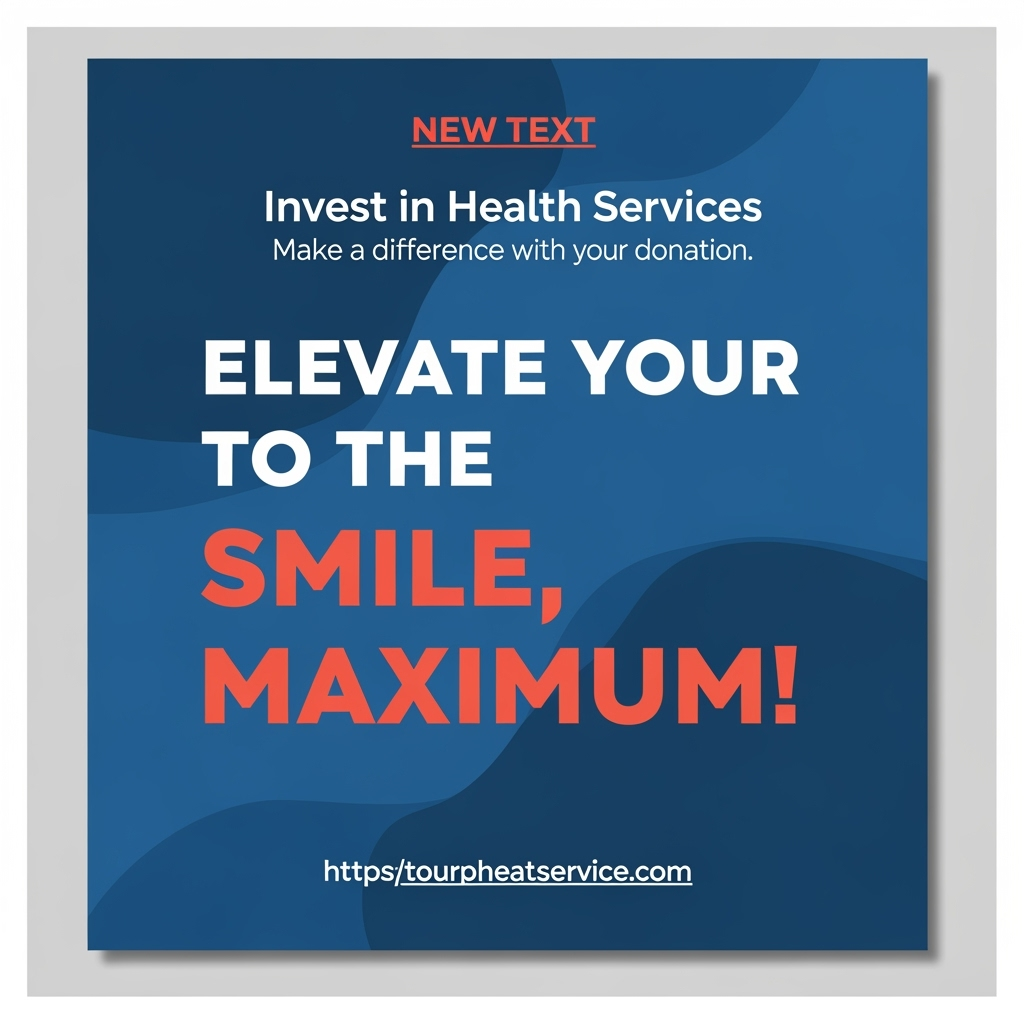 NEW TEXT
Invest in Health Services
Make a difference with your donation.
ELEVATE YOUR
TO THE
SMILE,
MAXIMUM!
https:/tourpheatservice.com